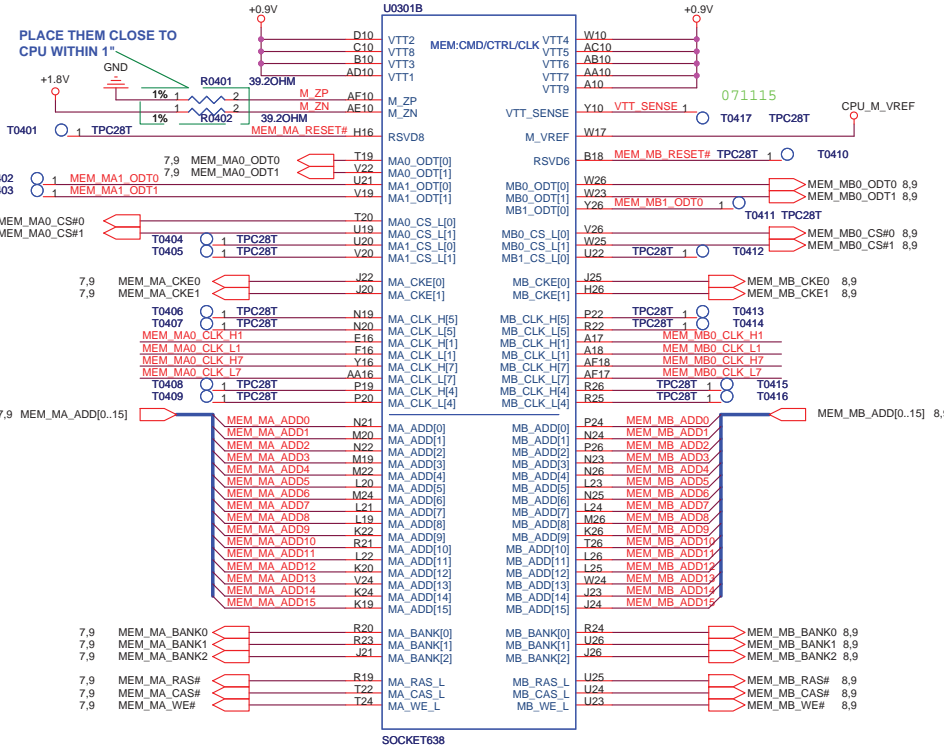 +0.9V U0301B +0.9V
PLACE THEM CLOSE TO
CPU WITHIN 1"
MEM:CMD/CTRL/CLK
D10 VTT2 VTT4 W10
C10 VTT8 VTT5 AC10
B10 VTT3 VTT6 AB10
AD10 VTT1 VTT7 AA10
VTT9 A10
GND
+1.8V
R0401 39.2OHM
1% 1 2 M_ZP AF10 M_ZP
M_ZN AE10 M_ZN
1% 1 R0402 2 39.2OHM
071115
VTT_SENSE Y10 VTT_SENSE 1 T0417 TPC28T
CPU_M_VREF
T0401 1 TPC28T MEM_MA_RESET# H16 RSVD8 M_VREF W17
RSVD6 B18 MEM_MB_RESET# TPC28T 1 T0410
7,9 MEM_MA0_ODT0 T19 MA0_ODT[0]
7,9 MEM_MA0_ODT1 V22 MA0_ODT[1]
02 1 MEM_MA1_ODT0 U21 MA1_ODT[0] MB0_ODT[0] W26 MEM_MB0_ODT0 8,9
03 1 MEM_MA1_ODT1 V19 MA1_ODT[1] MB0_ODT[1] W23 MEM_MB0_ODT1 8,9
MB1_ODT[0] Y26 MEM_MB1_ODT0 1 T0411 TPC28T
MEM_MA0_CS#0 T20 MA0_CS_L[0] MB0_CS_L[0] V26 MEM_MB0_CS#0 8,9
MEM_MA0_CS#1 U19 MA0_CS_L[1] MB0_CS_L[1] W25 MEM_MB0_CS#1 8,9
T0404 1 TPC28T U20 MA1_CS_L[0]
T0405 1 TPC28T V20 MA1_CS_L[1] MB1_CS_L[0] U22 TPC28T 1 T0412
7,9 MEM_MA_CKE0 J22 MA_CKE[0] MB_CKE[0] J25 MEM_MB_CKE0 8,9
7,9 MEM_MA_CKE1 J20 MA_CKE[1] MB_CKE[1] H26 MEM_MB_CKE1 8,9
T0406 1 TPC28T N19 MA_CLK_H[5] MB_CLK_H[5] P22 TPC28T 1 T0413
T0407 1 TPC28T N20 MA_CLK_L[5] MB_CLK_L[5] R22 TPC28T 1 T0414
MEM_MA0_CLK_H1 E16 MA_CLK_H[1] MB_CLK_H[1] A17 MEM_MB0_CLK_H1
MEM_MA0_CLK_L1 F16 MA_CLK_L[1] MB_CLK_L[1] A18 MEM_MB0_CLK_L1
MEM_MA0_CLK_H7 Y16 MA_CLK_H[7] MB_CLK_H[7] AF18 MEM_MB0_CLK_H7
MEM_MA0_CLK_L7 AA16 MA_CLK_L[7] MB_CLK_L[7] AF17 MEM_MB0_CLK_L7
T0408 1 TPC28T P19 MA_CLK_H[4] MB_CLK_H[4] R26 TPC28T 1 T0415
T0409 1 TPC28T P20 MA_CLK_L[4] MB_CLK_L[4] R25 TPC28T 1 T0416
7,9 MEM_MA_ADD[0..15] MEM_MB_ADD[0..15] 8,9
MEM_MA_ADD0 N21 MA_ADD[0] MB_ADD[0] P24 MEM_MB_ADD0
MEM_MA_ADD1 M20 MA_ADD[1] MB_ADD[1] N24 MEM_MB_ADD1
MEM_MA_ADD2 N22 MA_ADD[2] MB_ADD[2] P26 MEM_MB_ADD2
MEM_MA_ADD3 M19 MA_ADD[3] MB_ADD[3] N23 MEM_MB_ADD3
MEM_MA_ADD4 M22 MA_ADD[4] MB_ADD[4] N26 MEM_MB_ADD4
MEM_MA_ADD5 L20 MA_ADD[5] MB_ADD[5] L23 MEM_MB_ADD5
MEM_MA_ADD6 M24 MA_ADD[6] MB_ADD[6] N25 MEM_MB_ADD6
MEM_MA_ADD7 L21 MA_ADD[7] MB_ADD[7] L24 MEM_MB_ADD7
MEM_MA_ADD8 L19 MA_ADD[8] MB_ADD[8] M26 MEM_MB_ADD8
MEM_MA_ADD9 K22 MA_ADD[9] MB_ADD[9] K26 MEM_MB_ADD9
MEM_MA_ADD10 R21 MA_ADD[10] MB_ADD[10] T26 MEM_MB_ADD10
MEM_MA_ADD11 L22 MA_ADD[11] MB_ADD[11] L26 MEM_MB_ADD11
MEM_MA_ADD12 K20 MA_ADD[12] MB_ADD[12] L25 MEM_MB_ADD12
MEM_MA_ADD13 V24 MA_ADD[13] MB_ADD[13] W24 MEM_MB_ADD13
MEM_MA_ADD14 K24 MA_ADD[14] MB_ADD[14] J23 MEM_MB_ADD14
MEM_MA_ADD15 K19 MA_ADD[15] MB_ADD[15] J24 MEM_MB_ADD15
7,9 MEM_MA_BANK0 R20 MA_BANK[0] MB_BANK[0] R24 MEM_MB_BANK0 8,9
7,9 MEM_MA_BANK1 R23 MA_BANK[1] MB_BANK[1] U26 MEM_MB_BANK1 8,9
7,9 MEM_MA_BANK2 J21 MA_BANK[2] MB_BANK[2] J26 MEM_MB_BANK2 8,9
7,9 MEM_MA_RAS# R19 MA_RAS_L MB_RAS_L U25 MEM_MB_RAS# 8,9
7,9 MEM_MA_CAS# T22 MA_CAS_L MB_CAS_L U24 MEM_MB_CAS# 8,9
7,9 MEM_MA_WE# T24 MA_WE_L MB_WE_L U23 MEM_MB_WE# 8,9
SOCKET638